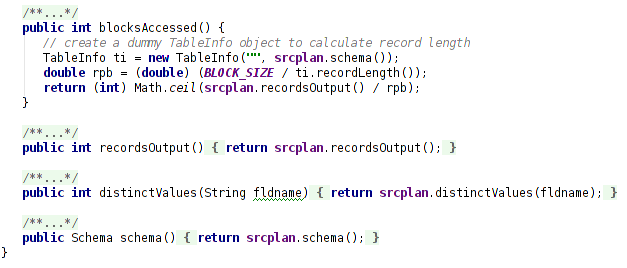 /**...*/
public int blocksAccessed() {
// create a dummy TableInfo object to calculate record length
TableInfo ti = new TableInfo("", srcplan.schema());
double rpb = (double) (BLOCK_SIZE / ti.recordLength());
return (int) Math.ceil(srcplan.recordsOutput() / rpb);
}
/**...*/
public int recordsOutput() { return srcplan.recordsOutput(); }
/**...*/
public int distinctValues(String fldname) { return srcplan.distinctValues(fldname); }
/**...*/
public Schema schema() { return srcplan.schema(); }
}